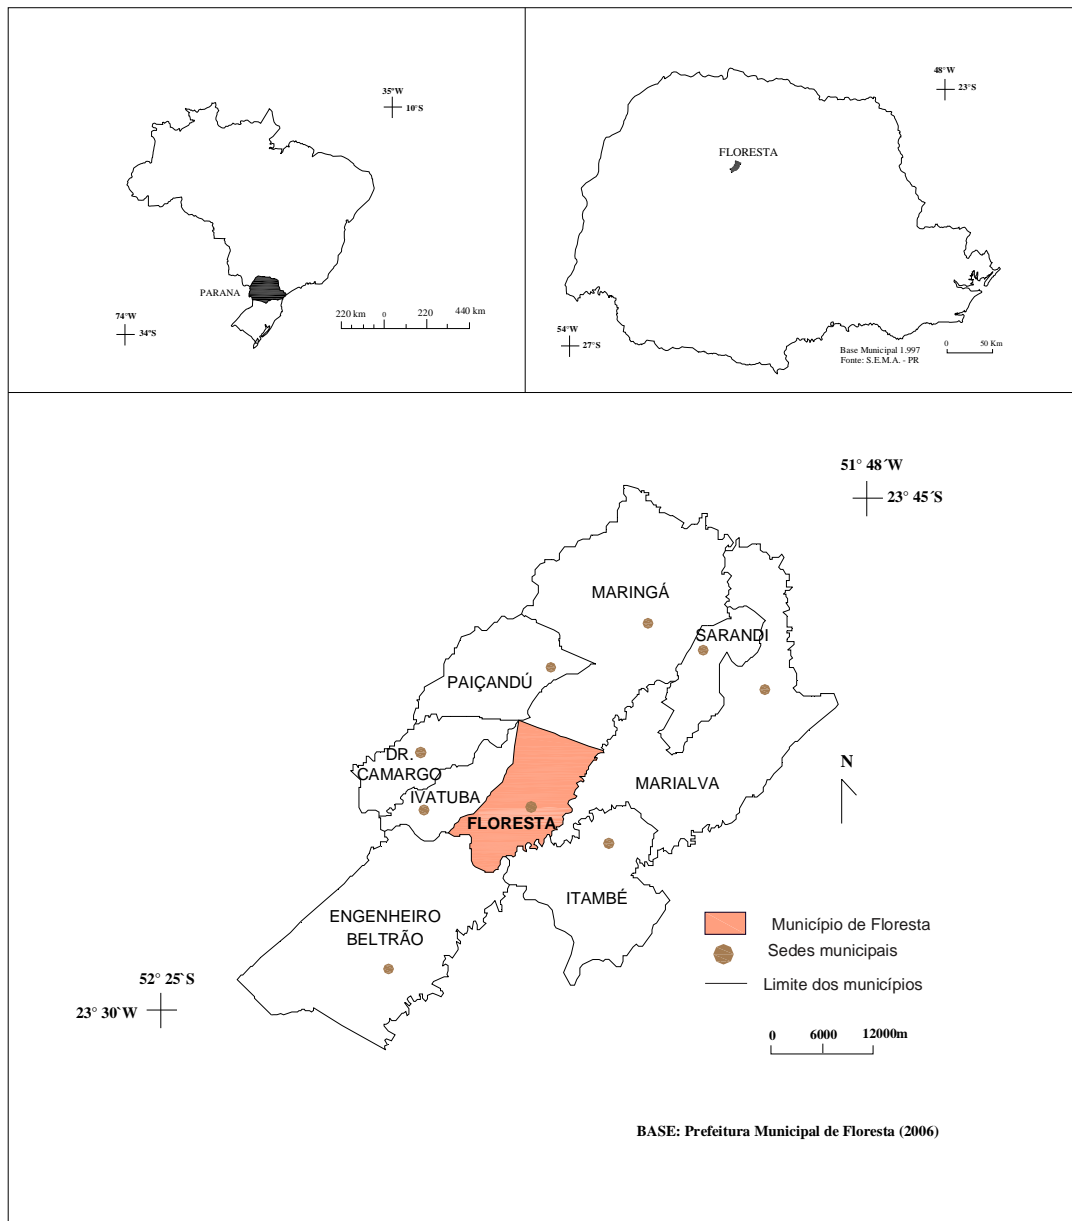 35ºW
10°S
PARANA
74°W
34ºS
220 km 0 220 440 km
48°W
23°S
FLORESTA
54°W
27°S
Base Municipal 1.997
Fonte: S.E.M.A. - PR
0 50 Km
51° 48´W
23° 45´S
MARINGÁ
SARANDI
PAIÇANDÚ
DR.
CAMARGO
IVATUBA
FLORESTA
MARIALVA
N
ITAMBÉ
ENGENHEIRO
BELTRÃO
Município de Floresta
Sedes municipais
Limite dos municípios
52° 25`S
23° 30`W
0 6000 12000m
BASE: Prefeitura Municipal de Floresta (2006)